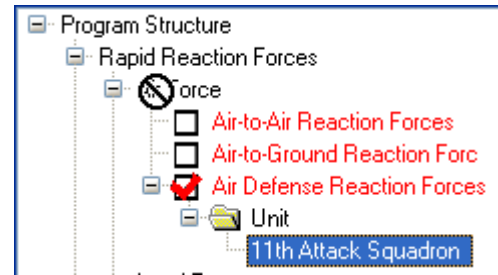 Program Structure
Rapid Reaction Forces
orce
Air-to-Air Reaction Forces
Air-to-Ground Reaction Forc
Air Defense Reaction Forces
Unit
11th Attack Squadron